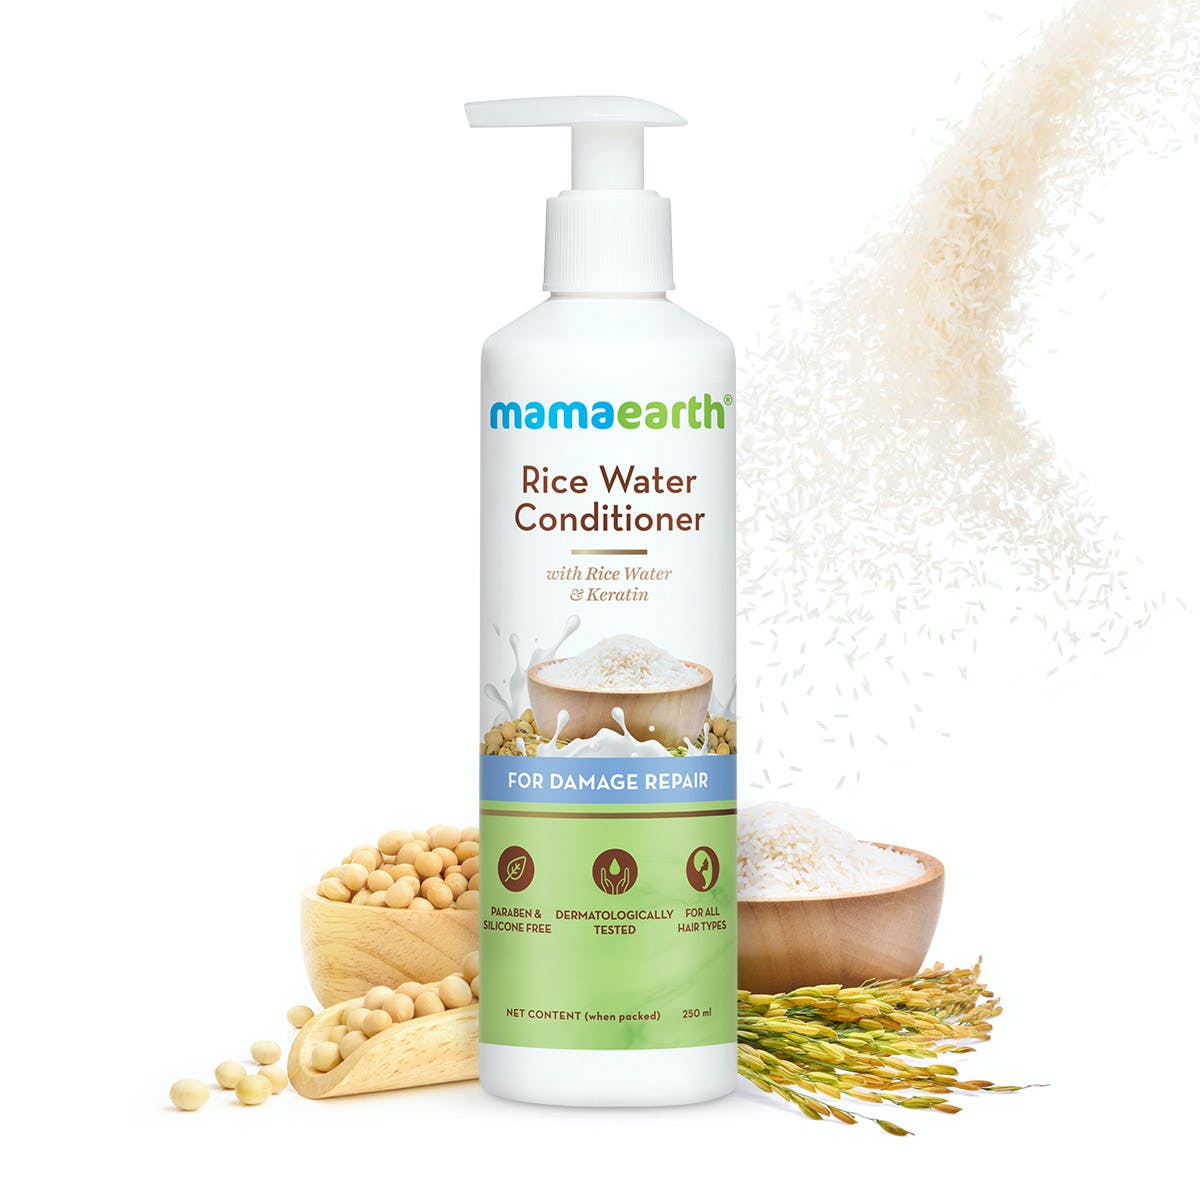 mamaearth®
Rice Water
Conditioner
with Rice Water
& Keratin
FOR DAMAGE REPAIR
PARABEN &
SILICONE FREE
DERMATOLOGICALLY
TESTED
FOR ALL
HAIR TYPES
NET CONTENT (when packed) 250 ml